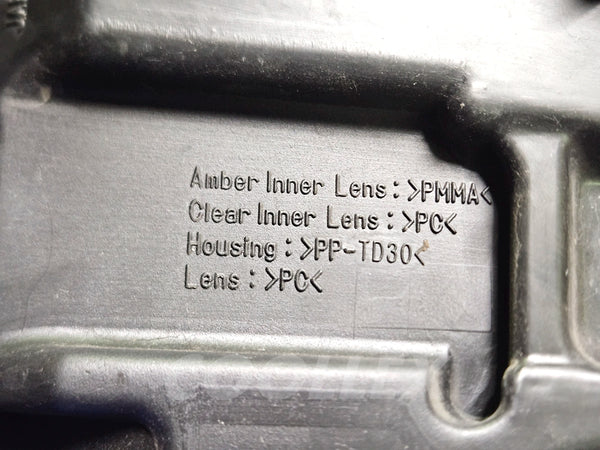 Amber Inner Lens: >PMMA<
Clear Inner Lens: >PC<
Housing: >PP-TD30<
Lens: >PC<